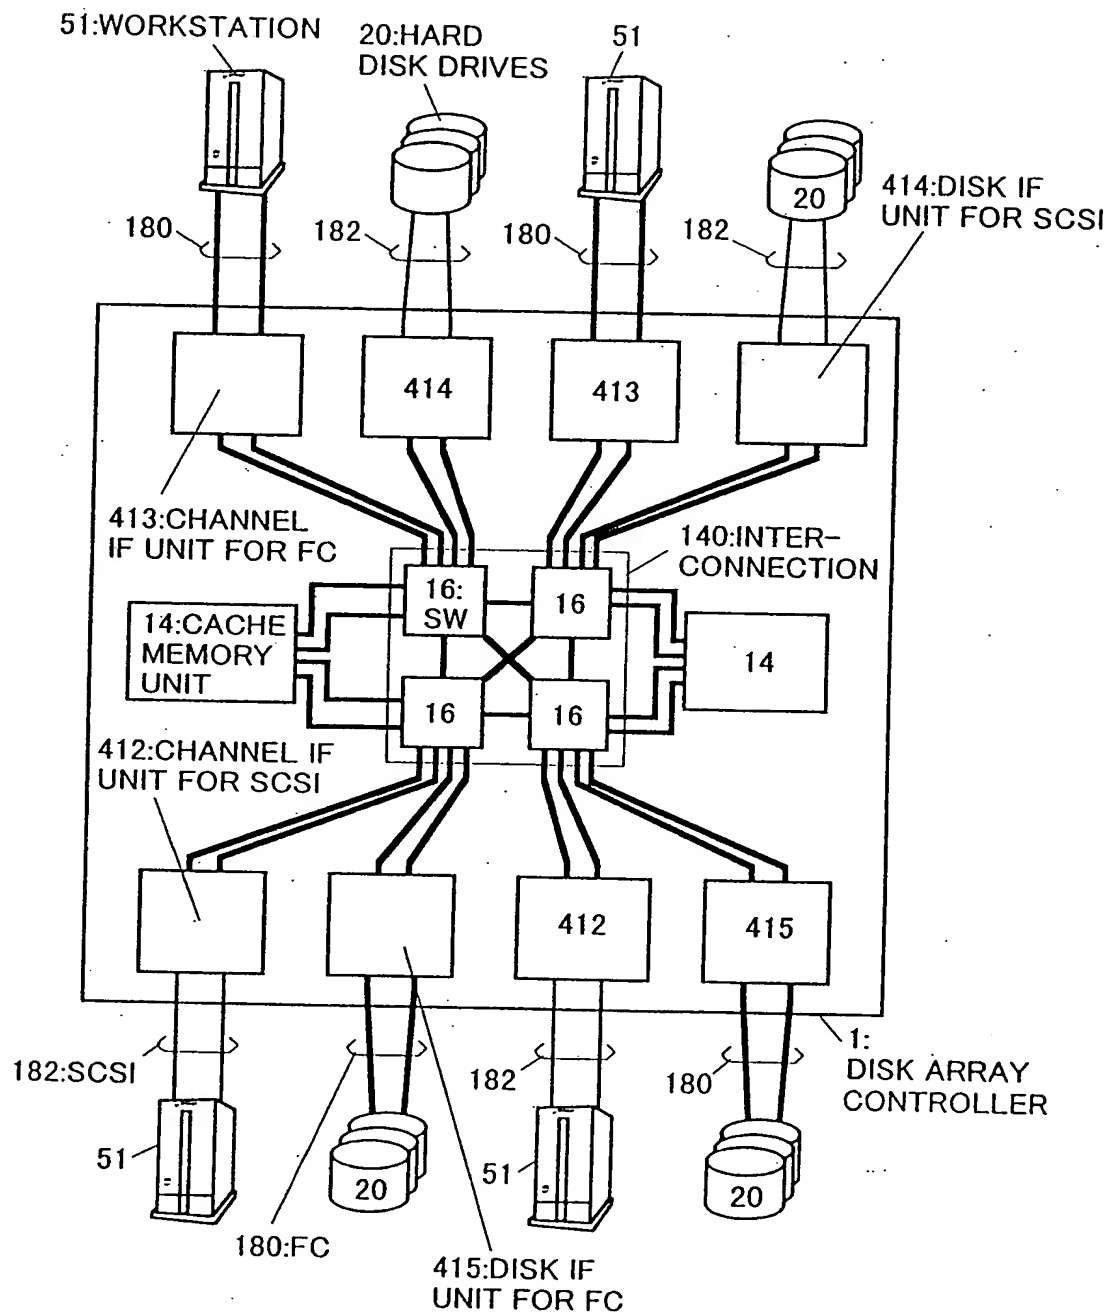 51:WORKSTATION
20:HARD
DISK DRIVES
51
20
414:DISK IF
UNIT FOR SCSI
180
182
180
182
414
413
413:CHANNEL
IF UNIT FOR FC
140:INTER-
CONNECTION
16:
SW
16
14:CACHE
MEMORY
UNIT
14
16
16
412:CHANNEL IF
UNIT FOR SCSI
412
415
182:SCSI
182
180
1:
DISK ARRAY
CONTROLLER
51
20
51
20
180:FC
415:DISK IF
UNIT FOR FC